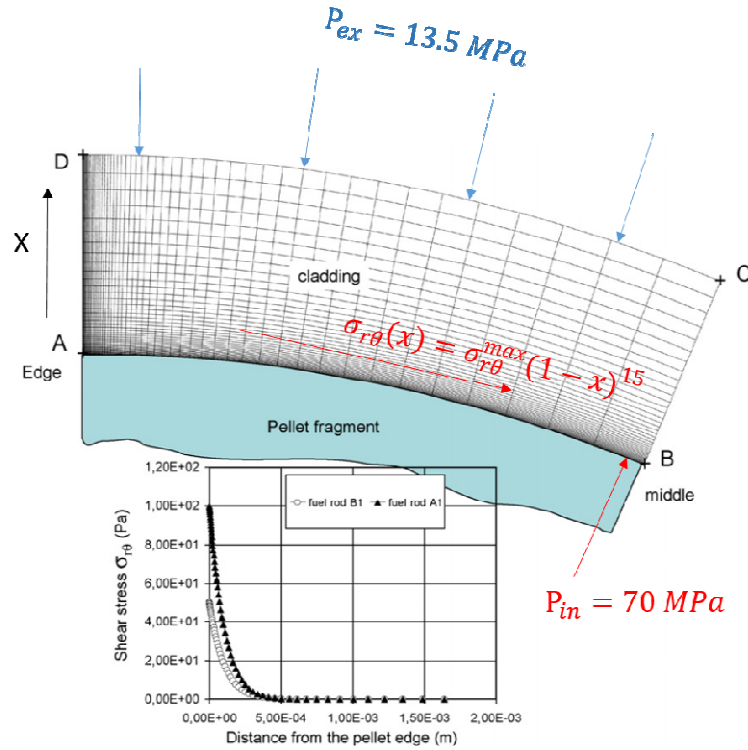 P_ex = 13.5 MPa
D
X
cladding
C
A
σ_rθ(x) = σ_rθ^max (1 − x)^15
Edge
Pellet fragment
B
middle
P_in = 70 MPa
Shear stress σ_rθ (Pa)
1,20E+02
1,00E+02
8,00E+01
6,00E+01
4,00E+01
2,00E+01
0,00E+00
fuel rod B1
fuel rod A1
0,00E+00 5,00E-04 1,00E-03 1,50E-03 2,00E-03
Distance from the pellet edge (m)